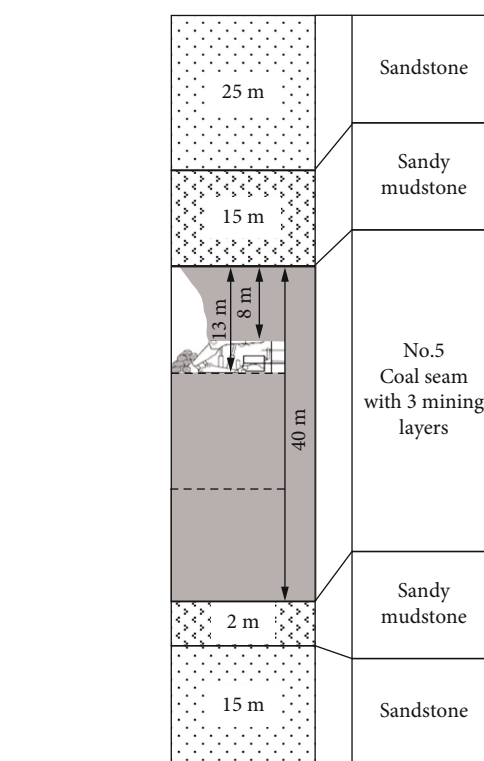 25 m
Sandstone
15 m
Sandy
mudstone
13 m
8 m
40 m
No.5
Coal seam
with 3 mining
layers
2 m
Sandy
mudstone
15 m
Sandstone